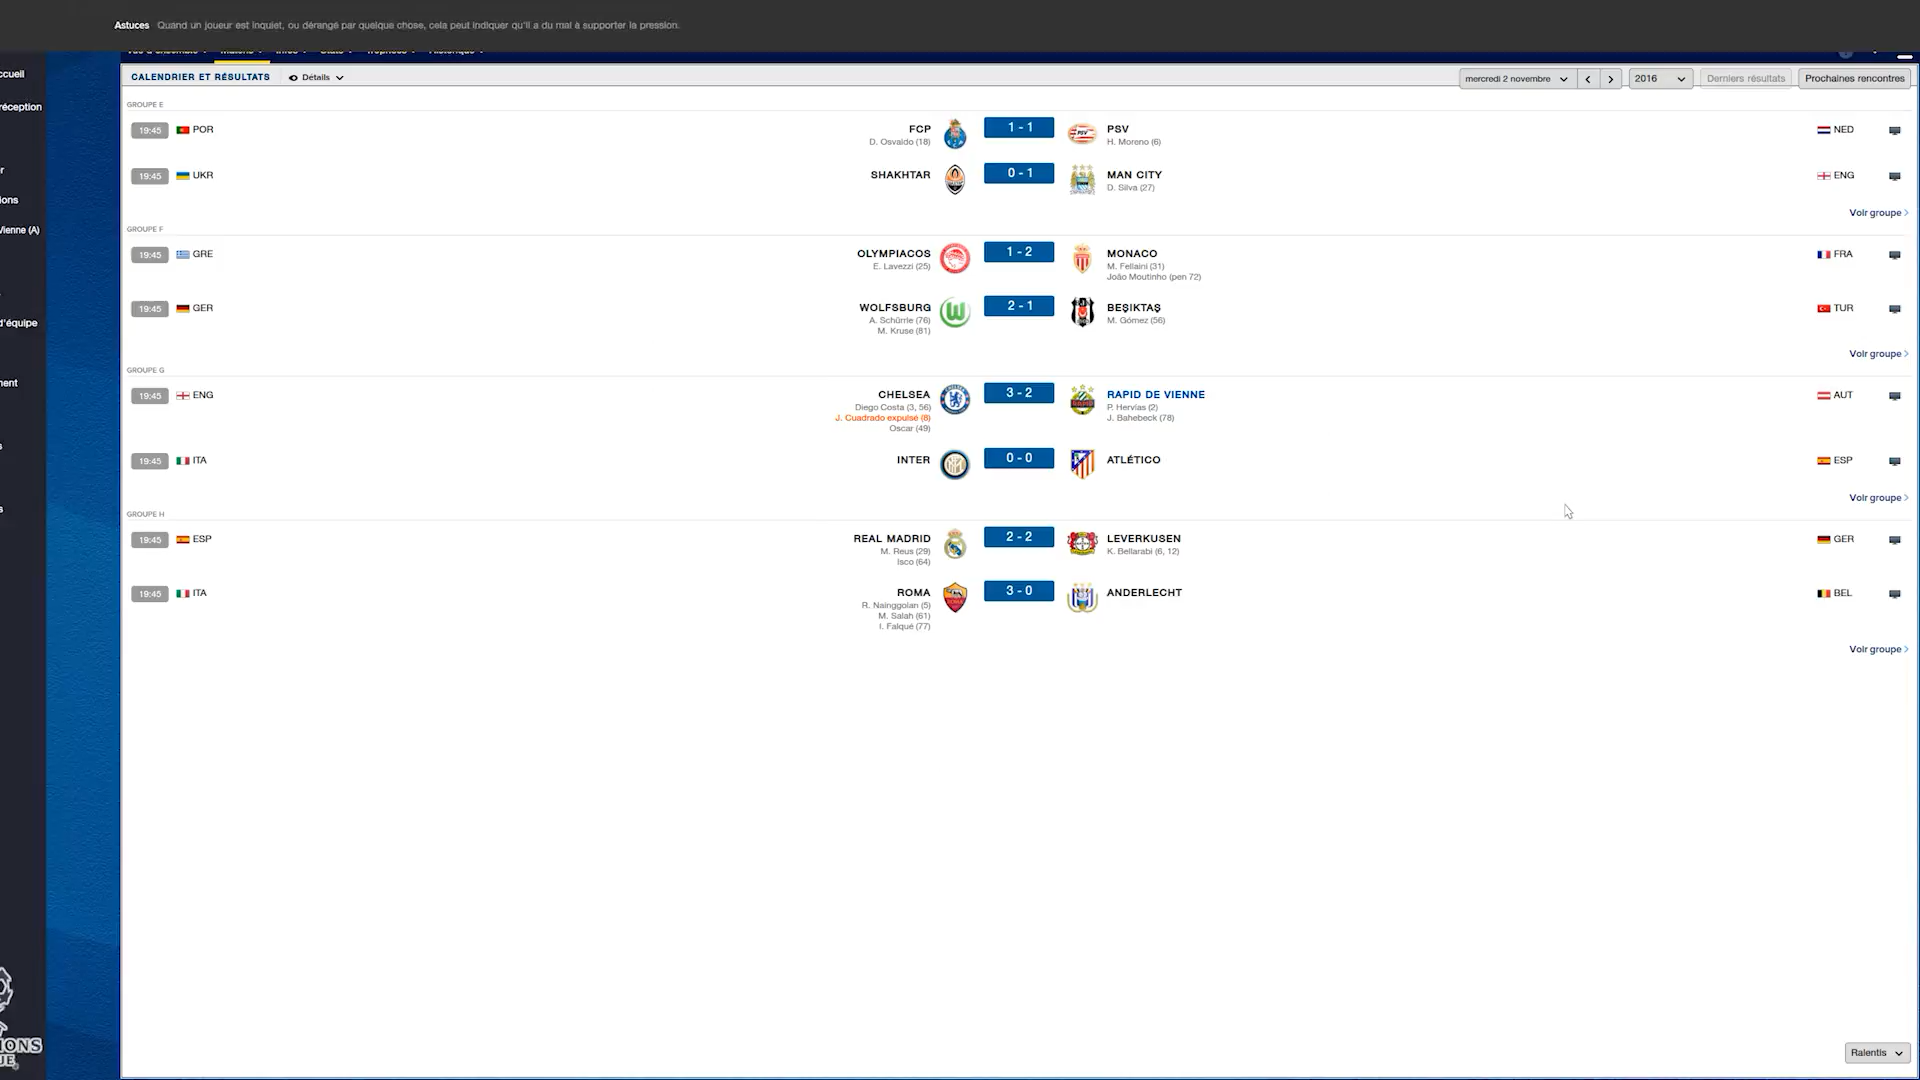 Astuces Quand un joueur est inquiet, ou dérangé par quelque chose, cela peut indiquer qu'il a du mal à supporter la pression.
CALENDRIER ET RÉSULTATS Détails mercredi 2 novembre 2016 Derniers résultats Prochaines rencontres
GROUPE E
19:45 POR FCP 1 - 1 PSV NED
D. Osvaldo (18) H. Moreno (6)
19:45 UKR SHAKHTAR 0 - 1 MAN CITY ENG
D. Silva (27)
Voir groupe
GROUPE F
19:45 GRE OLYMPIACOS 1 - 2 MONACO FRA
E. Lavezzi (25) M. Fellaini (31)
João Moutinho (pen 72)
19:45 GER WOLFSBURG 2 - 1 BEŞIKTAŞ TUR
A. Schürrle (76) M. Gómez (56)
M. Kruse (81)
Voir groupe
GROUPE G
19:45 ENG CHELSEA 3 - 2 RAPID DE VIENNE AUT
Diego Costa (3, 56) P. Hervías (2)
J. Cuadrado expulsé (8) J. Bahebeck (78)
Oscar (49)
19:45 ITA INTER 0 - 0 ATLÉTICO ESP
Voir groupe
GROUPE H
19:45 ESP REAL MADRID 2 - 2 LEVERKUSEN GER
M. Reus (29) K. Bellarabi (6, 12)
Isco (64)
19:45 ITA ROMA 3 - 0 ANDERLECHT BEL
R. Nainggolan (5)
M. Salah (61)
I. Falqué (77)
Voir groupe
Ralentis
ccueil
réception
r
ions
Vienne (A)
d'équipe
ment
s
s
IONS
UE